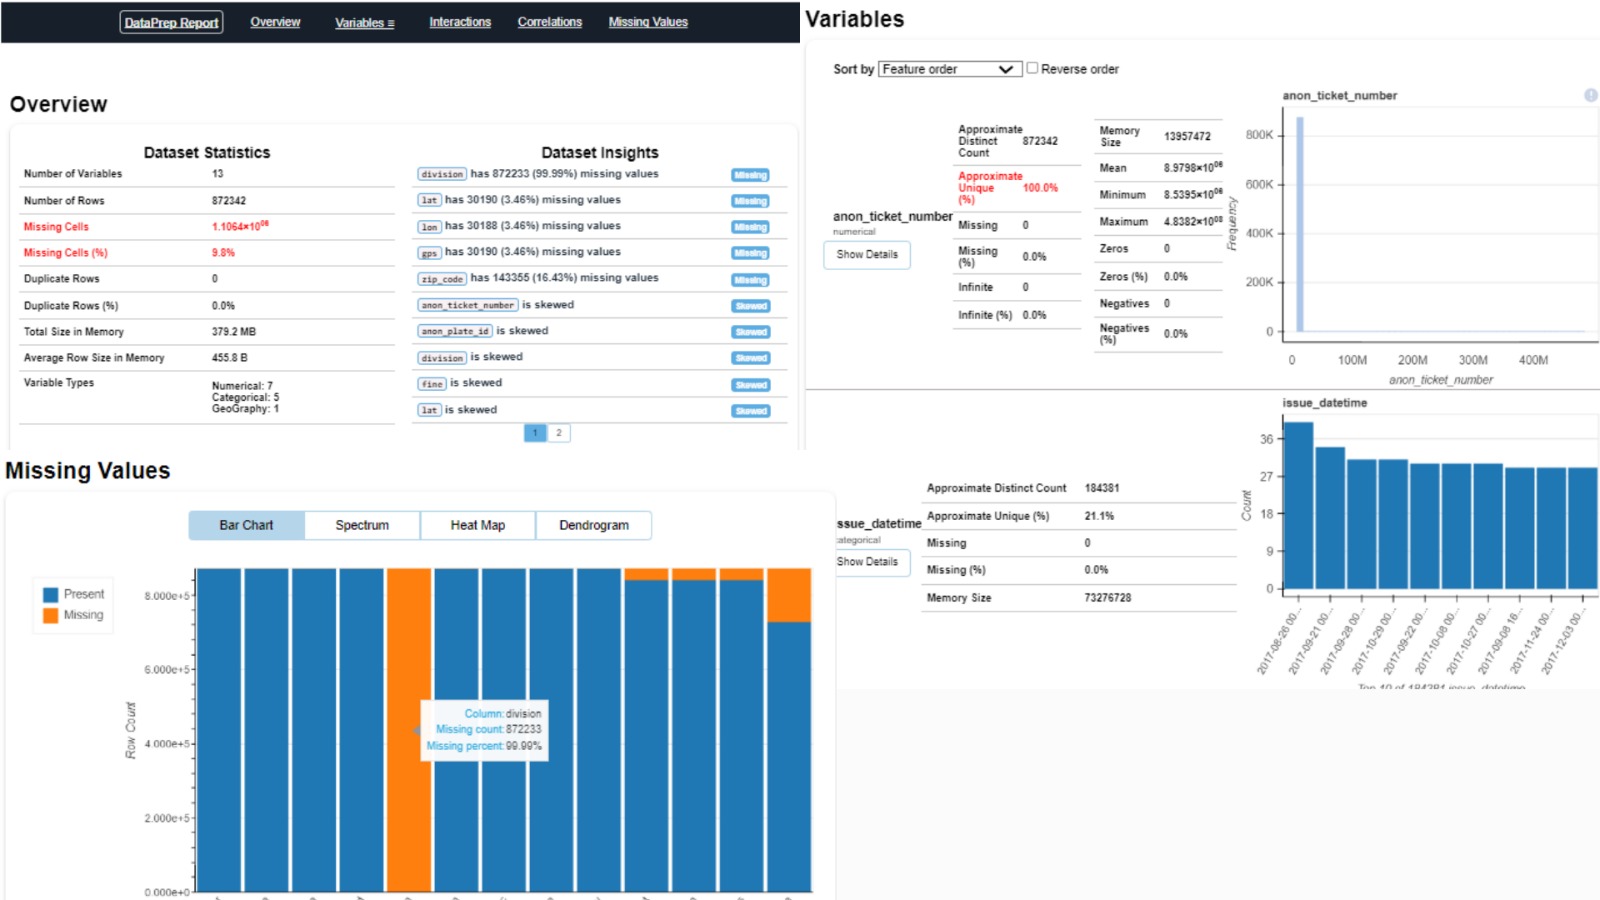 DataPrep Report Overview Variables ≡ Interactions Correlations Missing Values
Overview
Dataset Statistics
Number of Variables 13
Number of Rows 872342
Missing Cells 1.1064×10⁰⁶
Missing Cells (%) 9.8%
Duplicate Rows 0
Duplicate Rows (%) 0.0%
Total Size in Memory 379.2 MB
Average Row Size in Memory 455.8 B
Variable Types Numerical: 7
Categorical: 5
GeoGraphy: 1
Dataset Insights
division has 872233 (99.99%) missing values Missing
lat has 30190 (3.46%) missing values Missing
lon has 30188 (3.46%) missing values Missing
gps has 30190 (3.46%) missing values Missing
zip_code has 143355 (16.43%) missing values Missing
anon_ticket_number is skewed Skewed
anon_plate_id is skewed Skewed
division is skewed Skewed
fine is skewed Skewed
lat is skewed Skewed
1 2
Variables
Sort by Feature order Reverse order
anon_ticket_number
numerical
Show Details
Approximate Distinct Count 872342
Approximate Unique (%) 100.0%
Missing 0
Missing (%) 0.0%
Infinite 0
Infinite (%) 0.0%
Memory Size 13957472
Mean 8.9798×10⁰⁶
Minimum 8.5395×10⁰⁶
Maximum 4.8382×10⁰⁸
Zeros 0
Zeros (%) 0.0%
Negatives 0
Negatives (%) 0.0%
anon_ticket_number
Frequency
800K
600K
400K
200K
0
0 100M 200M 300M 400M
anon_ticket_number
ssue_datetime
categorical
Show Details
Approximate Distinct Count 184381
Approximate Unique (%) 21.1%
Missing 0
Missing (%) 0.0%
Memory Size 73276728
issue_datetime
Count
36
27
18
9
0
2017-08-26 00... 2017-09-21 00... 2017-09-28 00... 2017-10-29 00... 2017-09-22 00... 2017-10-08 00... 2017-10-27 00... 2017-09-08 16... 2017-11-24 00... 2017-12-03 00...
Top 10 of 184381 issue_datetime
Missing Values
Bar Chart Spectrum Heat Map Dendrogram
Present
Missing
Row Count
8.000e+5
6.000e+5
4.000e+5
2.000e+5
0.000e+0
Column: division
Missing count: 872233
Missing percent: 99.99%